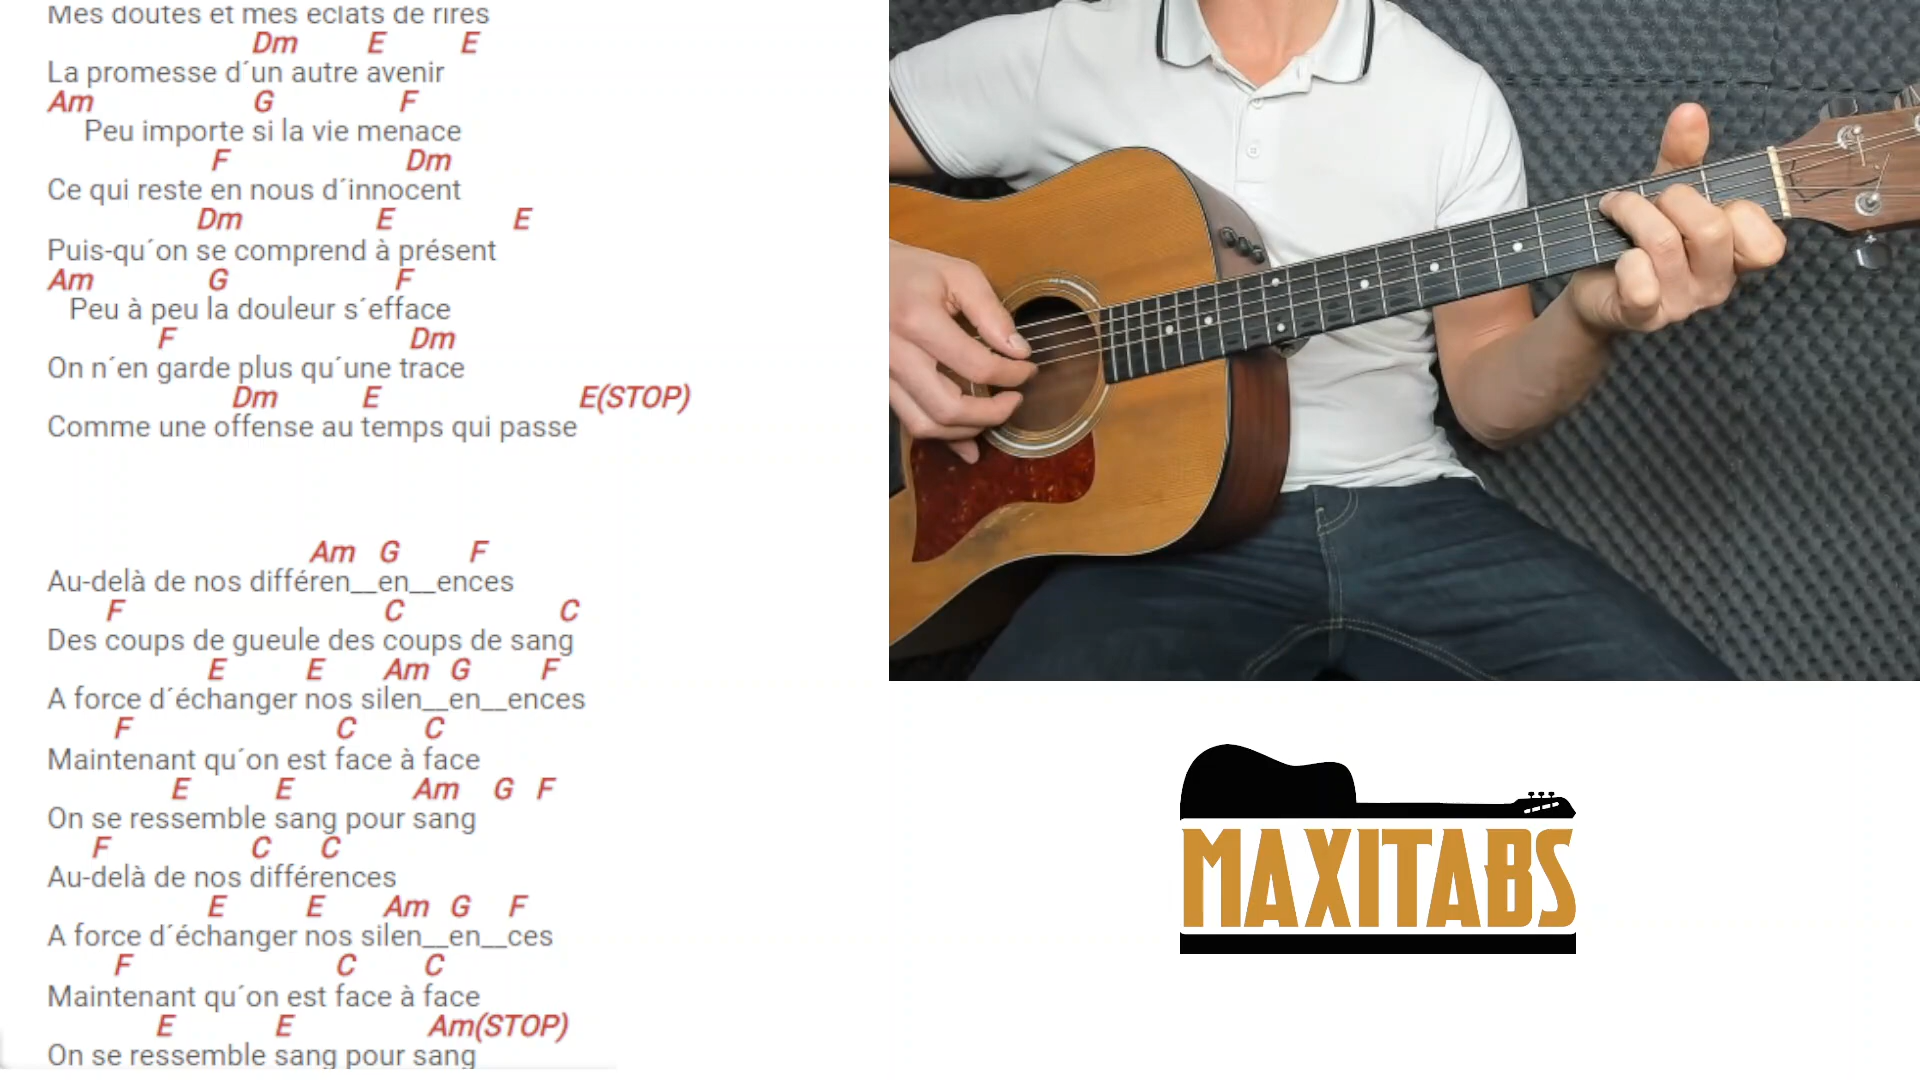 Mes doutes et mes éclats de rires
Dm E E
La promesse d´un autre avenir
Am G F
Peu importe si la vie menace
F Dm
Ce qui reste en nous d´innocent
Dm E E
Puis-qu´on se comprend à présent
Am G F
Peu à peu la douleur s´efface
F Dm
On n´en garde plus qu´une trace
Dm E E(STOP)
Comme une offense au temps qui passe
Am G F
Au-delà de nos différen__en__ences
F C C
Des coups de gueule des coups de sang
E E Am G F
A force d´échanger nos silen__en__ences
F C C
Maintenant qu´on est face à face
E E Am G F
On se ressemble sang pour sang
F C C
Au-delà de nos différences
E E Am G F
A force d´échanger nos silen__en__ces
F C C
Maintenant qu´on est face à face
E E Am(STOP)
On se ressemble sang pour sang
MAXITABS